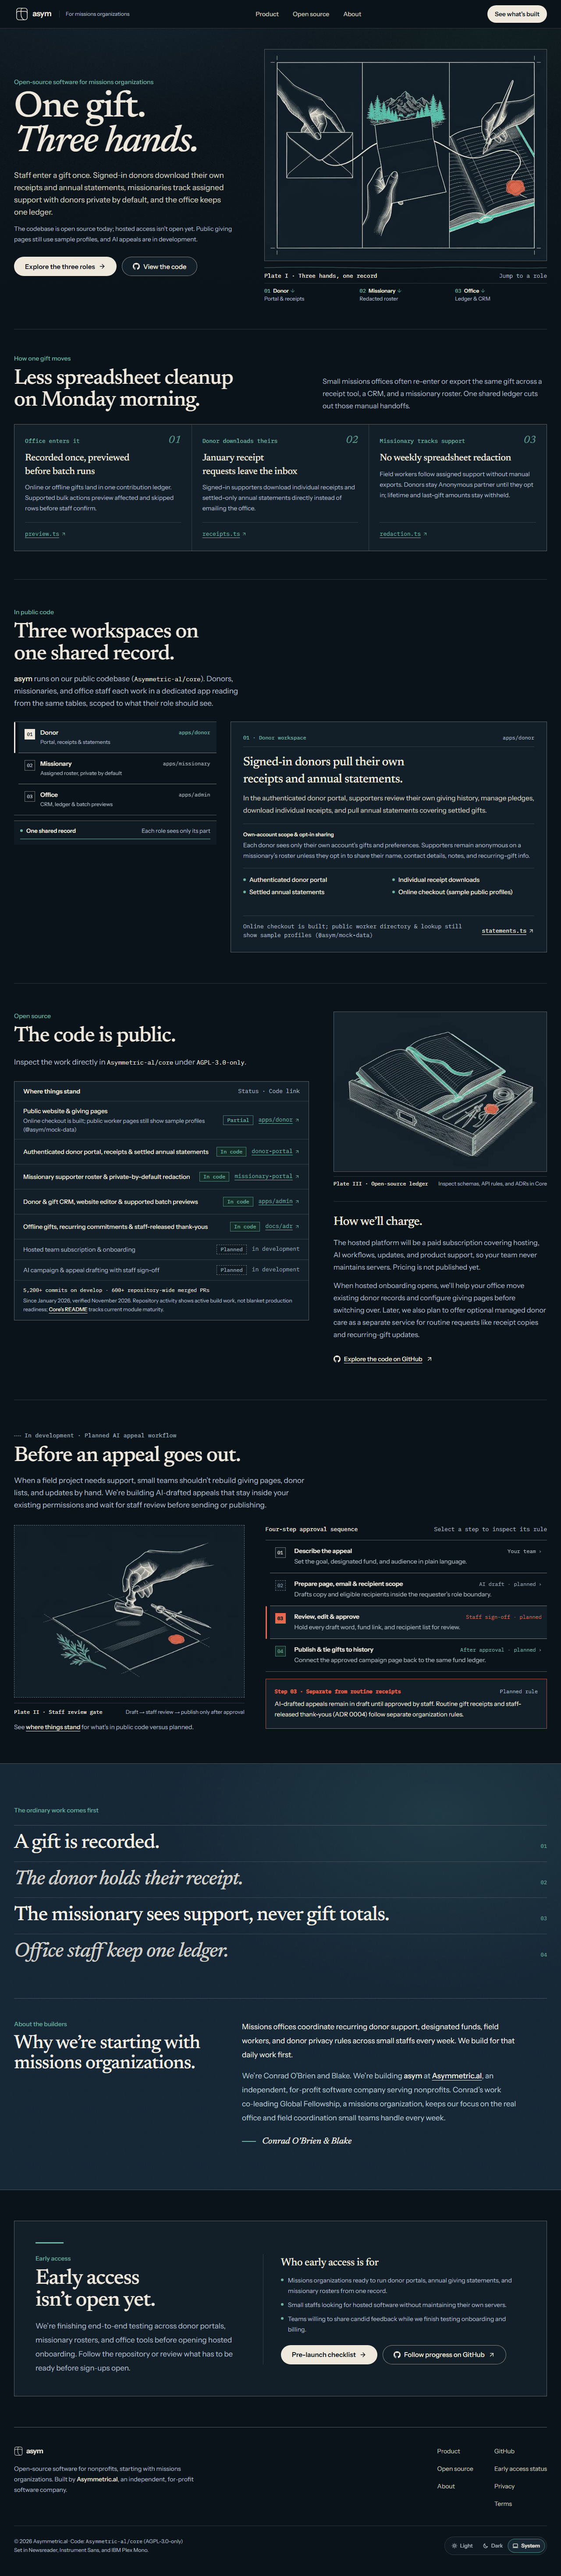 asym
For missions organizations
Product
Open source
About
See what's built
Open-source software for missions organizations
One gift.
Three hands.
Staff enter a gift once. Signed-in donors download their own
receipts and annual statements, missionaries track assigned
support with donors private by default, and the office keeps
one ledger.
The codebase is open source today; hosted access isn't open yet. Public giving
pages still use sample profiles, and AI appeals are in development.
Explore the three roles →
View the code
Plate I · Three hands, one record
Jump to a role
01 Donor ↓
Portal & receipts
02 Missionary ↓
Redacted roster
03 Office ↓
Ledger & CRM
How one gift moves
Less spreadsheet cleanup
on Monday morning.
Small missions offices often re-enter or export the same gift across a
receipt tool, a CRM, and a missionary roster. One shared ledger cuts
out those manual handoffs.
Office enters it
01
Recorded once, previewed
before batch runs
Online or offline gifts land in one contribution ledger.
Supported bulk actions preview affected and skipped
rows before staff confirm.
preview.ts ↗
Donor downloads theirs
02
January receipt
requests leave the inbox
Signed-in supporters download individual receipts and
settled-only annual statements directly instead of
emailing the office.
receipts.ts ↗
Missionary tracks support
03
No weekly spreadsheet redaction
Field workers follow assigned support without manual
exports. Donors stay Anonymous partner until they opt
in; lifetime and last-gift amounts stay withheld.
redaction.ts ↗
In public code
Three workspaces on
one shared record.
asym runs on our public codebase (Asymmetric-al/core). Donors,
missionaries, and office staff each work in a dedicated app reading
from the same tables, scoped to what their role should see.
01
Donor
Portal, receipts & statements
apps/donor
02
Missionary
Assigned roster, private by default
apps/missionary
03
Office
CRM, ledger & batch previews
apps/admin
One shared record
Each role sees only its part
01 · Donor workspace
apps/donor
Signed-in donors pull their own
receipts and annual statements.
In the authenticated donor portal, supporters review their own giving history, manage pledges,
download individual receipts, and pull annual statements covering settled gifts.
Own-account scope & opt-in sharing
Each donor sees only their own account's gifts and preferences. Supporters remain anonymous on a
missionary's roster unless they opt in to share their name, contact details, notes, and recurring-gift info.
Authenticated donor portal
Individual receipt downloads
Settled annual statements
Online checkout (sample public profiles)
Online checkout is built; public worker directory & lookup still
show sample profiles (@asym/mock-data)
statements.ts ↗
Open source
The code is public.
Inspect the work directly in Asymmetric-al/core under AGPL-3.0-only.
Where things stand
Status · Code link
Public website & giving pages
Online checkout is built; public worker pages still show sample profiles
(@asym/mock-data)
Partial
apps/donor ↗
Authenticated donor portal, receipts & settled annual statements
In code
donor-portal ↗
Missionary supporter roster & private-by-default redaction
In code
missionary-portal ↗
Donor & gift CRM, website editor & supported batch previews
In code
apps/admin ↗
Offline gifts, recurring commitments & staff-released thank-yous
In code
docs/adr ↗
Hosted team subscription & onboarding
Planned
in development
AI campaign & appeal drafting with staff sign-off
Planned
in development
5,200+ commits on develop · 600+ repository-wide merged PRs
Since January 2026, verified November 2026. Repository activity shows active build work, not blanket production
readiness; Core's README tracks current module maturity.
Plate III · Open-source ledger
Inspect schemas, API rules, and ADRs in Core
How we'll charge.
The hosted platform will be a paid subscription covering hosting,
AI workflows, updates, and product support, so your team never
maintains servers. Pricing is not published yet.
When hosted onboarding opens, we'll help your office move
existing donor records and configure giving pages before
switching over. Later, we also plan to offer optional managed donor
care as a separate service for routine requests like receipt copies
and recurring-gift updates.
Explore the code on GitHub ↗
In development · Planned AI appeal workflow
Before an appeal goes out.
When a field project needs support, small teams shouldn't rebuild giving pages, donor
lists, and updates by hand. We're building AI-drafted appeals that stay inside your
existing permissions and wait for staff review before sending or publishing.
Plate II · Staff review gate
Draft → staff review → publish only after approval
See where things stand for what's in public code versus planned.
Four-step approval sequence
Select a step to inspect its rule
01
Describe the appeal
Set the goal, designated fund, and audience in plain language.
Your team ›
02
Prepare page, email & recipient scope
Drafts copy and eligible recipients inside the requester's role boundary.
AI draft · planned ›
03
Review, edit & approve
Hold every draft word, fund link, and recipient list for review.
Staff sign-off · planned
04
Publish & tie gifts to history
Connect the approved campaign page back to the same fund ledger.
After approval · planned ›
Step 03 · Separate from routine receipts
Planned rule
AI-drafted appeals remain in draft until approved by staff. Routine gift receipts and staff-
released thank-yous (ADR 0004) follow separate organization rules.
The ordinary work comes first
A gift is recorded.
01
The donor holds their receipt.
02
The missionary sees support, never gift totals.
03
Office staff keep one ledger.
04
About the builders
Why we're starting with
missions organizations.
Missions offices coordinate recurring donor support, designated funds, field
workers, and donor privacy rules across small staffs every week. We build for that
daily work first.
We're Conrad O'Brien and Blake. We're building asym at Asymmetric.al, an
independent, for-profit software company serving nonprofits. Conrad's work
co-leading Global Fellowship, a missions organization, keeps our focus on the real
office and field coordination small teams handle every week.
Conrad O'Brien & Blake
Early access
Early access
isn't open yet.
We're finishing end-to-end testing across donor portals,
missionary rosters, and office tools before opening hosted
onboarding. Follow the repository or review what has to be
ready before sign-ups open.
Who early access is for
Missions organizations ready to run donor portals, annual giving statements, and
missionary rosters from one record.
Small staffs looking for hosted software without maintaining their own servers.
Teams willing to share candid feedback while we finish testing onboarding and
billing.
Pre-launch checklist →
Follow progress on GitHub ↗
asym
Open-source software for nonprofits, starting with missions
organizations. Built by Asymmetric.al, an independent, for-profit
software company.
Product
Open source
About
GitHub
Early access status
Privacy
Terms
© 2026 Asymmetric.al · Code: Asymmetric-al/core (AGPL-3.0-only)
Set in Newsreader, Instrument Sans, and IBM Plex Mono.
Light
Dark
System